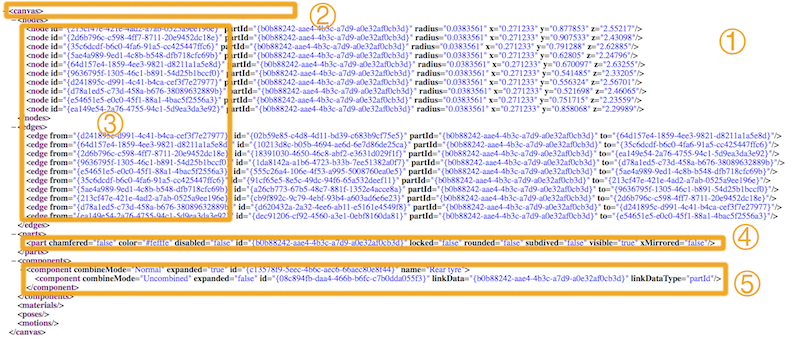 <canvas>
②
①
− <nodes>
<node id="{213cf47e-421e-4ad2-a7ab-0525a9ee196e}" partId="{b0b88242-aae4-4b3c-a7d9-a0e32af0cb3d}" radius="0.0383561" x="0.271233" y="0.877853" z="2.55217"/>
<node id="{2d6b796c-c598-4ff7-8711-20e9452dc18e}" partId="{b0b88242-aae4-4b3c-a7d9-a0e32af0cb3d}" radius="0.0383561" x="0.271233" y="0.907533" z="2.43098"/>
<node id="{35c6dcdf-b6c0-4fa6-91a5-cc425447ffc6}" partId="{b0b88242-aae4-4b3c-a7d9-a0e32af0cb3d}" radius="0.0383561" x="0.271233" y="0.791288" z="2.62885"/>
<node id="{5ae4a989-9ed1-4c8b-b548-dfb718cfc69b}" partId="{b0b88242-aae4-4b3c-a7d9-a0e32af0cb3d}" radius="0.0383561" x="0.271233" y="0.62805" z="2.24796"/>
<node id="{64d157e4-1859-4ee3-9821-d8211a1a5e8d}" partId="{b0b88242-aae4-4b3c-a7d9-a0e32af0cb3d}" radius="0.0383561" x="0.271233" y="0.670097" z="2.63255"/>
<node id="{9636795f-1305-46c1-b891-54d25b1bccf0}" partId="{b0b88242-aae4-4b3c-a7d9-a0e32af0cb3d}" radius="0.0383561" x="0.271233" y="0.541485" z="2.33205"/>
<node id="{d241895c-d991-4c41-b4ca-cef3f7e27977}" partId="{b0b88242-aae4-4b3c-a7d9-a0e32af0cb3d}" radius="0.0383561" x="0.271233" y="0.556324" z="2.56701"/>
<node id="{d78a1ed5-c73d-458a-b676-38089632889b}" partId="{b0b88242-aae4-4b3c-a7d9-a0e32af0cb3d}" radius="0.0383561" x="0.271233" y="0.521698" z="2.46065"/>
<node id="{e54651e5-e0c0-45f1-88a1-4bac5f2556a3}" partId="{b0b88242-aae4-4b3c-a7d9-a0e32af0cb3d}" radius="0.0383561" x="0.271233" y="0.751715" z="2.23559"/>
<node id="{ea149e54-2a76-4755-94c1-5d9ea3da3e92}" partId="{b0b88242-aae4-4b3c-a7d9-a0e32af0cb3d}" radius="0.0383561" x="0.271233" y="0.858068" z="2.29989"/>
③
</nodes>
− <edges>
<edge from="{d241895c-d991-4c41-b4ca-cef3f7e27977}" id="{02b59e85-c4d8-4d11-bd39-c683b9cf75e5}" partId="{b0b88242-aae4-4b3c-a7d9-a0e32af0cb3d}" to="{64d157e4-1859-4ee3-9821-d8211a1a5e8d}"/>
<edge from="{64d157e4-1859-4ee3-9821-d8211a1a5e8d}" id="{10213d8c-b05b-4694-ae6d-6e7d86de25ca}" partId="{b0b88242-aae4-4b3c-a7d9-a0e32af0cb3d}" to="{35c6dcdf-b6c0-4fa6-91a5-cc425447ffc6}"/>
<edge from="{2d6b796c-c598-4ff7-8711-20e9452dc18e}" id="{18391030-4650-46c8-abf2-e3631d029f1f}" partId="{b0b88242-aae4-4b3c-a7d9-a0e32af0cb3d}" to="{ea149e54-2a76-4755-94c1-5d9ea3da3e92}"/>
<edge from="{9636795f-1305-46c1-b891-54d25b1bccf0}" id="{1da8142a-a1b6-4723-b33b-7ee51382a0f7}" partId="{b0b88242-aae4-4b3c-a7d9-a0e32af0cb3d}" to="{d78a1ed5-c73d-458a-b676-38089632889b}"/>
<edge from="{e54651e5-e0c0-45f1-88a1-4bac5f2556a3}" id="{555c26a4-106e-4f53-a995-5008760ea0e5}" partId="{b0b88242-aae4-4b3c-a7d9-a0e32af0cb3d}" to="{5ae4a989-9ed1-4c8b-b548-dfb718cfc69b}"/>
<edge from="{5ae4a989-9ed1-4c8b-b548-dfb718cfc69b}" id="{a26cb773-67b5-48c7-881f-1352e4acce8a}" partId="{b0b88242-aae4-4b3c-a7d9-a0e32af0cb3d}" to="{9636795f-1305-46c1-b891-54d25b1bccf0}"/>
<edge from="{213cf47e-421e-4ad2-a7ab-0525a9ee196e}" id="{cb9f892c-9c79-4ebf-93b4-a603ad6e6e23}" partId="{b0b88242-aae4-4b3c-a7d9-a0e32af0cb3d}" to="{2d6b796c-c598-4ff7-8711-20e9452dc18e}"/>
<edge from="{d78a1ed5-c73d-458a-b676-38089632889b}" id="{d620432a-2a32-4ee6-ab11-e5161e4549f8}" partId="{b0b88242-aae4-4b3c-a7d9-a0e32af0cb3d}" to="{d241895c-d991-4c41-b4ca-cef3f7e27977}"/>
<edge from="{35c6dcdf-b6c0-4fa6-91a5-cc425447ffc6}" id="{91cf65e5-8e5c-49dc-94f6-65a532deef11}" partId="{b0b88242-aae4-4b3c-a7d9-a0e32af0cb3d}" to="{213cf47e-421e-4ad2-a7ab-0525a9ee196e}"/>
<edge from="{ea149e54-2a76-4755-94c1-5d9ea3da3e92}" id="{dec91206-cf92-4560-a3e1-0ebf8160da81}" partId="{b0b88242-aae4-4b3c-a7d9-a0e32af0cb3d}" to="{e54651e5-e0c0-45f1-88a1-4bac5f2556a3}"/>
</edges>
− <parts>
<part chamfered="false" color="#fefffe" disabled="false" id="{b0b88242-aae4-4b3c-a7d9-a0e32af0cb3d}" locked="false" rounded="false" subdived="false" visible="true" xMirrored="false"/>
④
</parts>
− <components>
− <component combineMode="Normal" expanded="true" id="{c13578f9-5eec-4b6c-aec6-66aec80e8f44}" name="Rear tyre">
<component combineMode="Uncombined" expanded="false" id="{08c894fb-daa4-466b-b6fc-c7b0dda055f3}" linkData="{b0b88242-aae4-4b3c-a7d9-a0e32af0cb3d}" linkDataType="partId"/>
⑤
</component>
</components>
<materials/>
<poses/>
<motions/>
</canvas>